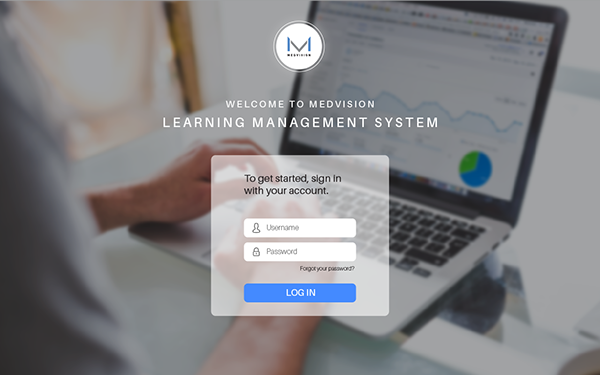 MEDVISION
WELCOME TO MEDVISION
LEARNING MANAGEMENT SYSTEM
To get started, sign in
with your account.
Username
Password
Forgot your password?
LOG IN